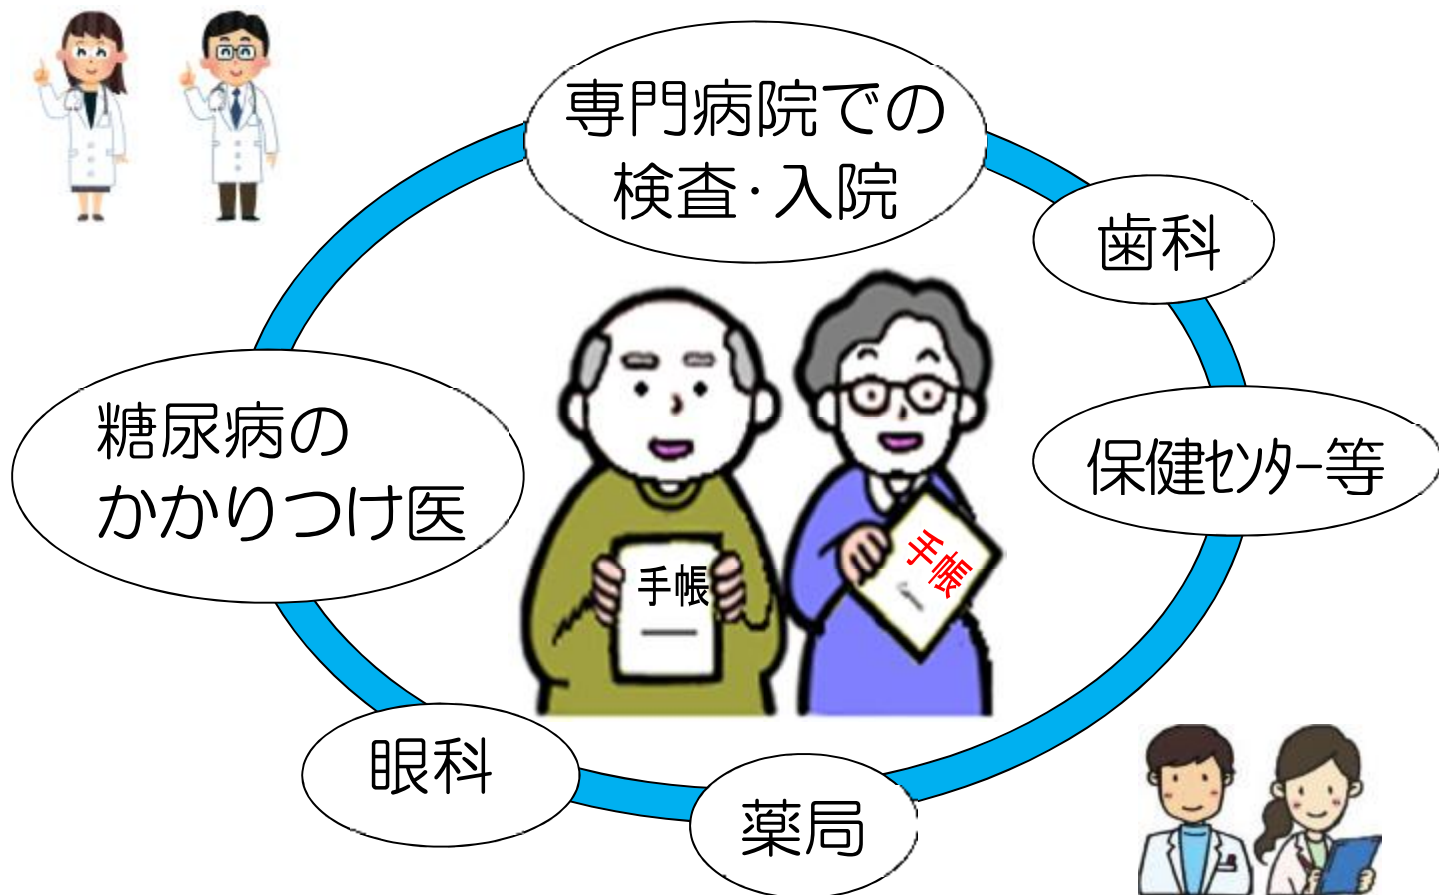 専門病院での
検査・入院
歯科
保健センター等
薬局
眼科
糖尿病の
かかりつけ医
手帳
手帳